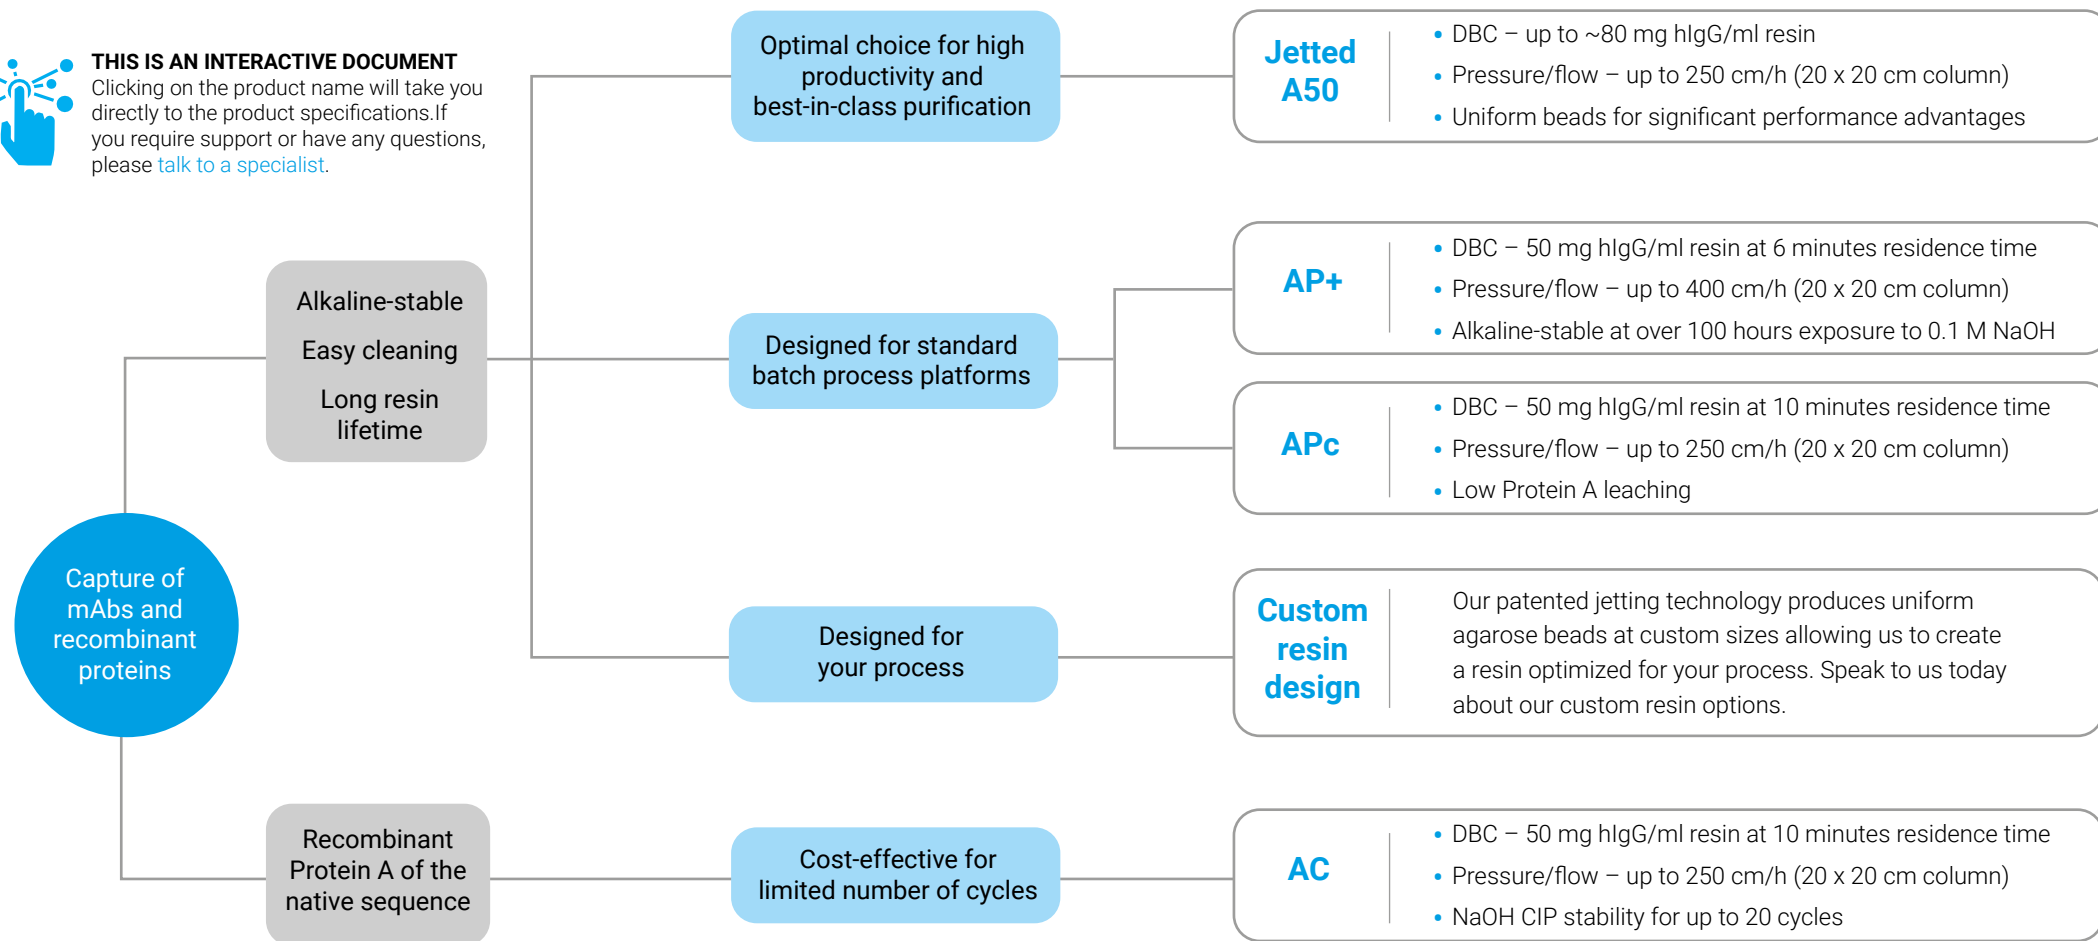 THIS IS AN INTERACTIVE DOCUMENT
Clicking on the product name will take you
directly to the product specifications.If
you require support or have any questions,
please talk to a specialist.
Capture of
mAbs and
recombinant
proteins
Alkaline-stable
Easy cleaning
Long resin
lifetime
Optimal choice for high
productivity and
best-in-class purification
Jetted
A50
• DBC – up to ~80 mg hIgG/ml resin
• Pressure/flow – up to 250 cm/h (20 x 20 cm column)
• Uniform beads for significant performance advantages
Designed for standard
batch process platforms
AP+
• DBC – 50 mg hIgG/ml resin at 6 minutes residence time
• Pressure/flow – up to 400 cm/h (20 x 20 cm column)
• Alkaline-stable at over 100 hours exposure to 0.1 M NaOH
APc
• DBC – 50 mg hIgG/ml resin at 10 minutes residence time
• Pressure/flow – up to 250 cm/h (20 x 20 cm column)
• Low Protein A leaching
Designed for
your process
Custom
resin
design
Our patented jetting technology produces uniform
agarose beads at custom sizes allowing us to create
a resin optimized for your process. Speak to us today
about our custom resin options.
Recombinant
Protein A of the
native sequence
Cost-effective for
limited number of cycles
AC
• DBC – 50 mg hIgG/ml resin at 10 minutes residence time
• Pressure/flow – up to 250 cm/h (20 x 20 cm column)
• NaOH CIP stability for up to 20 cycles